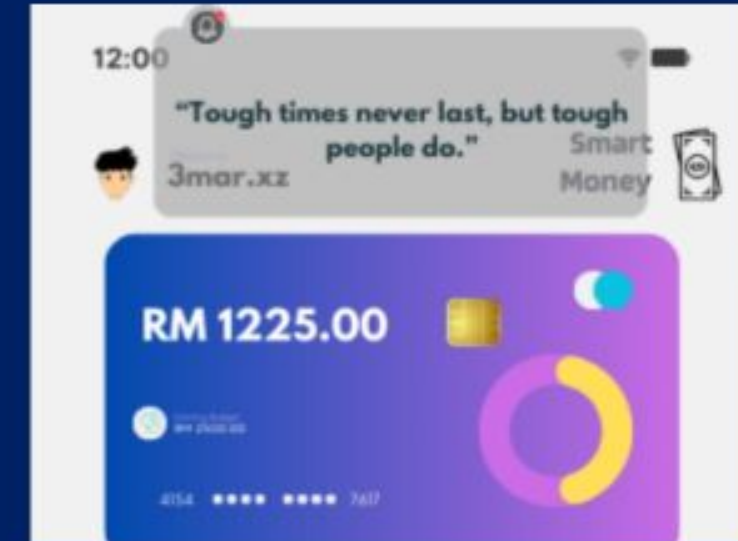 12:00
“Tough times never last, but tough
people do.”
3mar.xz
Smart
Money
RM 1225.00
4154 •••• •••• 7617